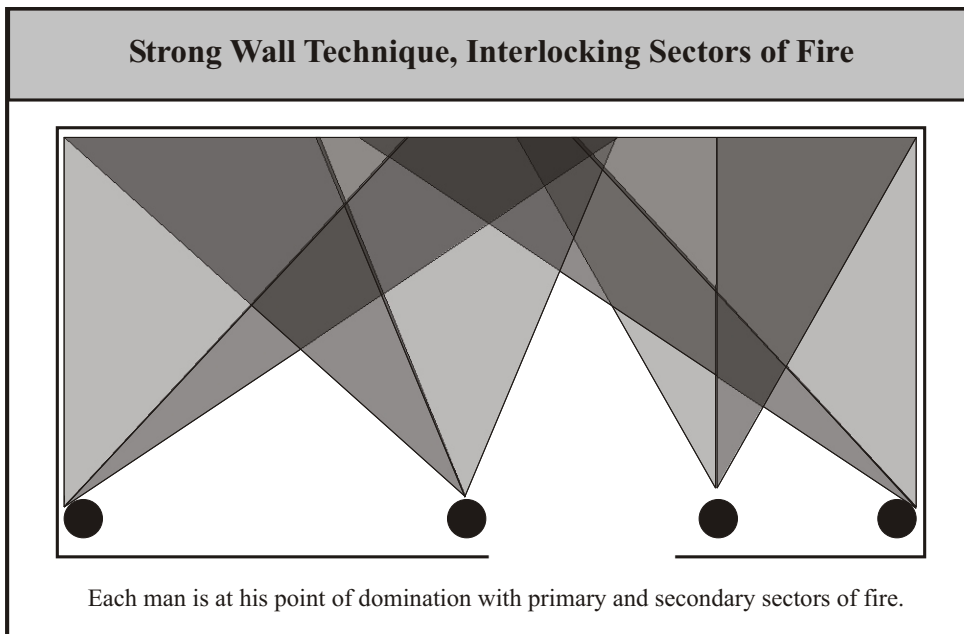 Strong Wall Technique, Interlocking Sectors of Fire
Each man is at his point of domination with primary and secondary sectors of fire.